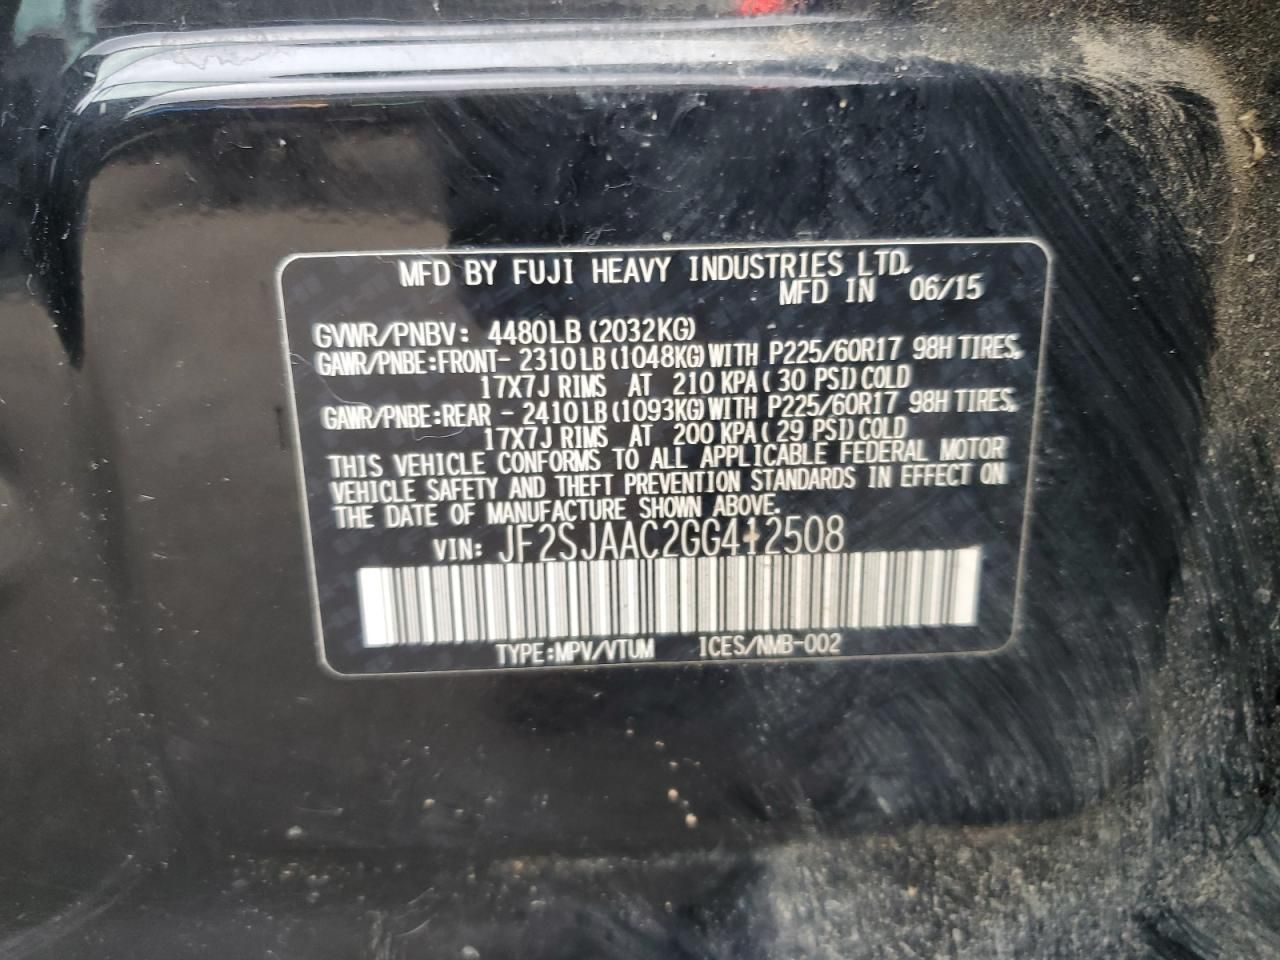 MFD BY FUJI HEAVY INDUSTRIES LTD.
MFD IN 06/15
GVWR/PNBV: 4480LB (2032KG)
GAWR/PNBE:FRONT- 2310LB (1048KG) WITH P225/60R17 98H TIRES,
17X7J RIMS AT 210 KPA ( 30 PSI) COLD
GAWR/PNBE:REAR - 2410LB (1093KG) WITH P225/60R17 98H TIRES,
17X7J RIMS AT 200 KPA ( 29 PSI) COLD
THIS VEHICLE CONFORMS TO ALL APPLICABLE FEDERAL MOTOR
VEHICLE SAFETY AND THEFT PREVENTION STANDARDS IN EFFECT ON
THE DATE OF MANUFACTURE SHOWN ABOVE.
VIN: JF2SJAAC2GG412508
TYPE:MPV/VTUM ICES/NMB-002